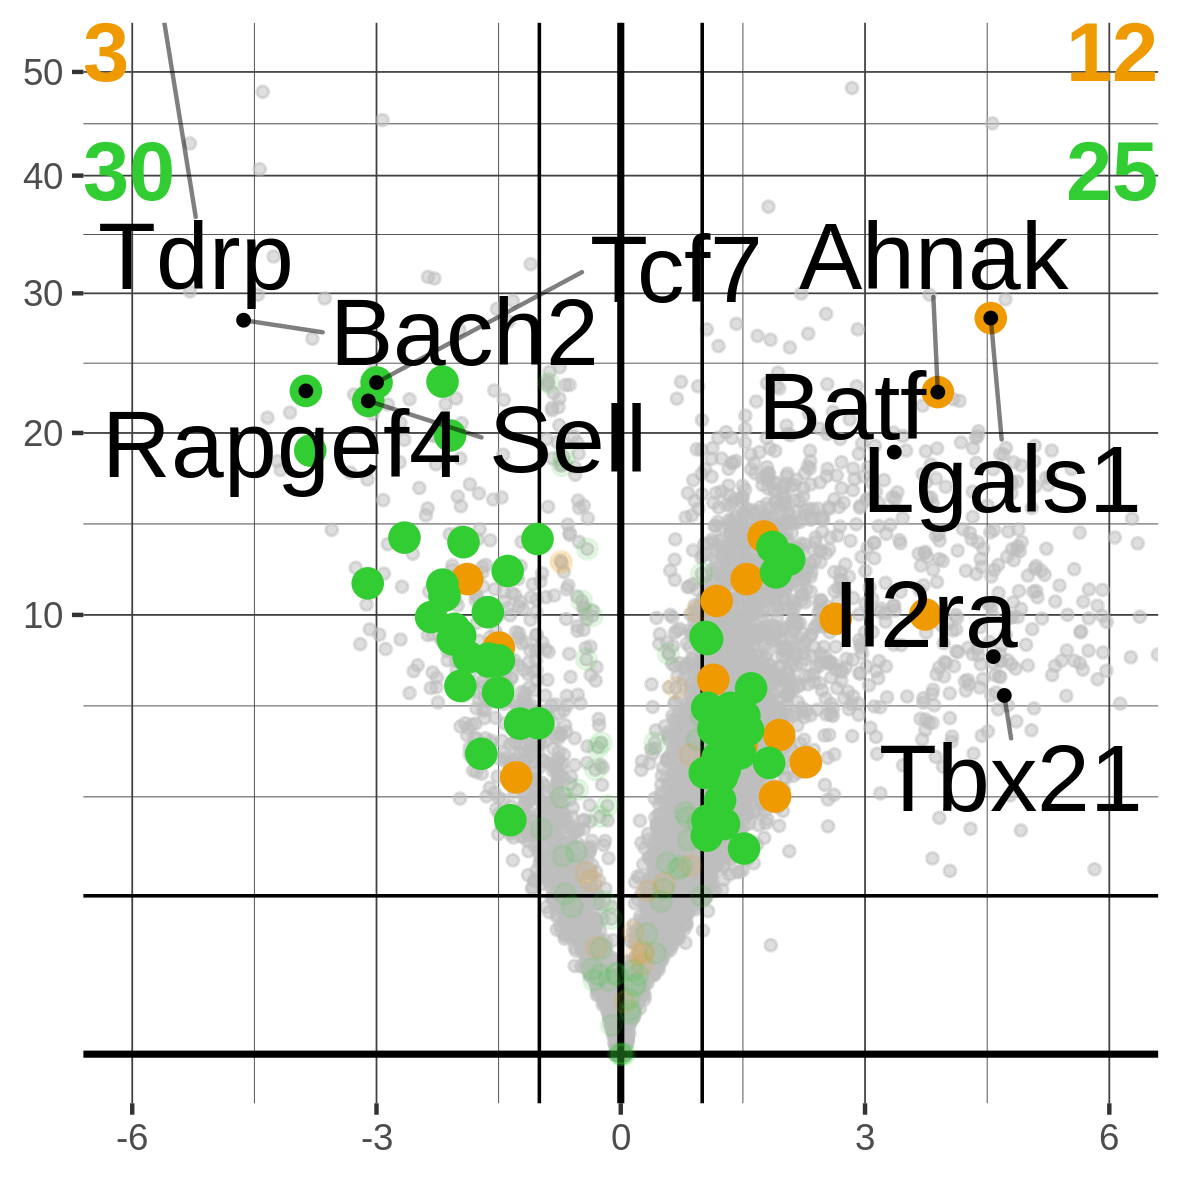 3 12
50
30 25
40
Tdrp Tcf7 Ahnak
30
Bach2
Batf
Rapgef4 Sell
20
Lgals1
Il2ra
10
Tbx21
-6 -3 0 3 6